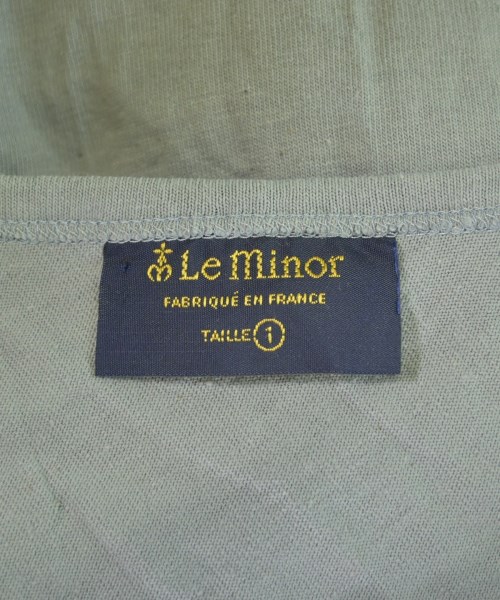 Le Minor
FABRIQUÉ EN FRANCE
TAILLE 1